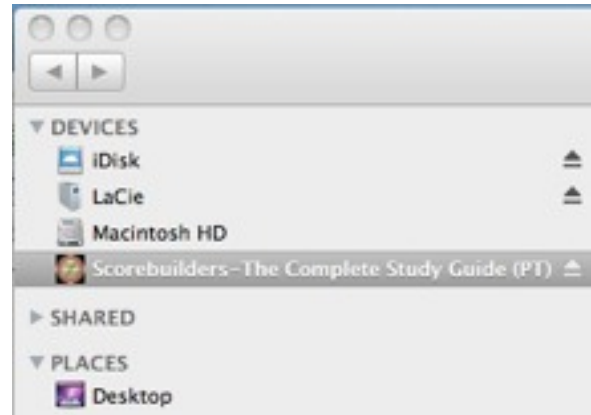 DEVICES
iDisk
LaCie
Macintosh HD
Scorebuilders-The Complete Study Guide (PT)
SHARED
PLACES
Desktop